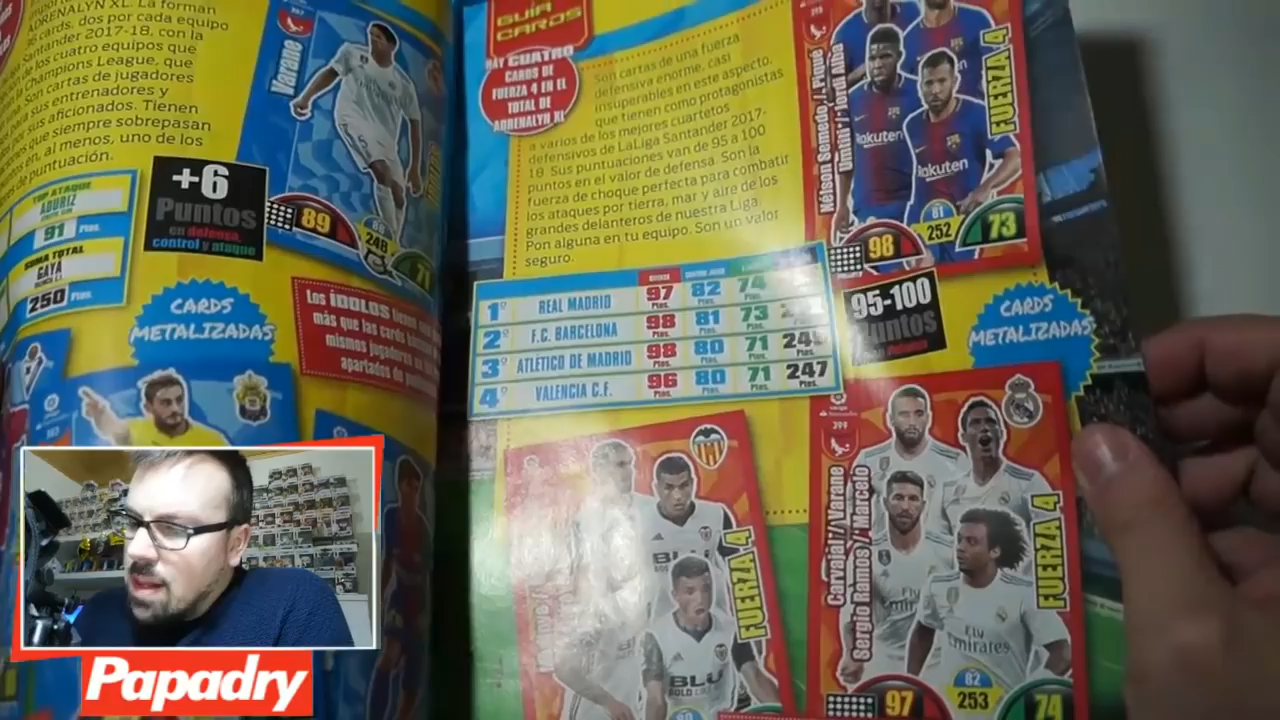 ADRENALYN XL. La forman
cards, dos por cada equipo
Santander 2017-18, con la
los cuatro equipos que
la Champions League, que
Son cartas de jugadores
sus entrenadores y
sus aficionados. Tienen
que siempre sobrepasan
en, al menos, uno de los
de puntuación.
TOP ATAQUE
ADURIZ
91 Ptos.
SUMA TOTAL
GAYÁ
250 Ptos.
+6
Puntos
en defensa,
control y ataque
CARDS
METALIZADAS
Varane
89
248
71
Los ÍDOLOS tienen
más que las cards
mismos jugadores
apartados de
GUÍA
CARDS
HAY CUATRO
CARDS DE
FUERZA 4 EN EL
TOTAL DE
ADRENALYN XL
Son cartas de una fuerza
defensiva enorme, casi
insuperables en este aspecto,
que tienen como protagonistas
a varios de los mejores cuartetos
defensivos de LaLiga Santander 2017-
18. Sus puntuaciones van de 95 a 100
puntos en el valor de defensa. Son la
fuerza de choque perfecta para combatir
los ataques por tierra, mar y aire de los
grandes delanteros de nuestra Liga.
Pon alguna en tu equipo. Son un valor
seguro.
1º REAL MADRID 97 Ptos. 82 Ptos. 74 Ptos.
2º F.C. BARCELONA 98 Ptos. 81 Ptos. 73 Ptos.
3º ATLÉTICO DE MADRID 98 Ptos. 80 Ptos. 71 Ptos.
4º VALENCIA C.F. 96 Ptos. 80 Ptos. 71 Ptos. 247 Ptos.
Nélson Semedo / Piqué
Umtiti / Jordi Alba
FUERZA 4
Rakuten
Rakuten
98
81
252
73
95-100
Puntos
CARDS
METALIZADAS
FUERZA 4
BLU
399
Carvajal / Varane
Sergio Ramos / Marcelo
FUERZA 4
Fly
Emirates
97
82
253
74
Papadry